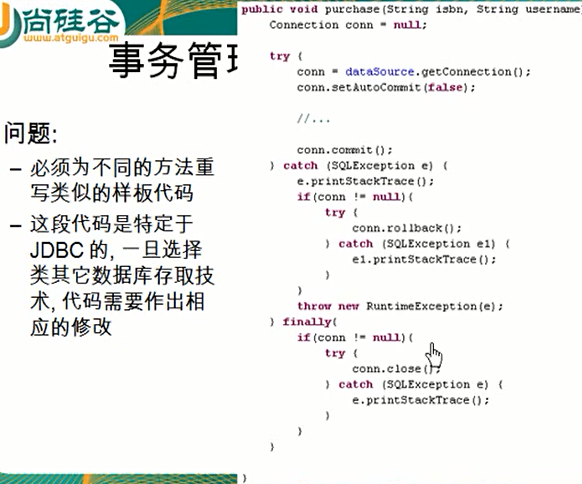 尚硅谷
www.atguigu.com
事务管理
问题:
– 必须为不同的方法重
写类似的样板代码
– 这段代码是特定于
JDBC 的, 一旦选择
类其它数据库存取技
术, 代码需要作出相
应的修改
public void purchase(String isbn, String username
Connection conn = null;
try {
conn = dataSource.getConnection();
conn.setAutoCommit(false);
//...
conn.commit();
} catch (SQLException e) {
e.printStackTrace();
if(conn != null){
try {
conn.rollback();
} catch (SQLException e1) {
e1.printStackTrace();
}
}
throw new RuntimeException(e);
} finally{
if(conn != null){
try {
conn.close();
} catch (SQLException e) {
e.printStackTrace();
}
}
}
}